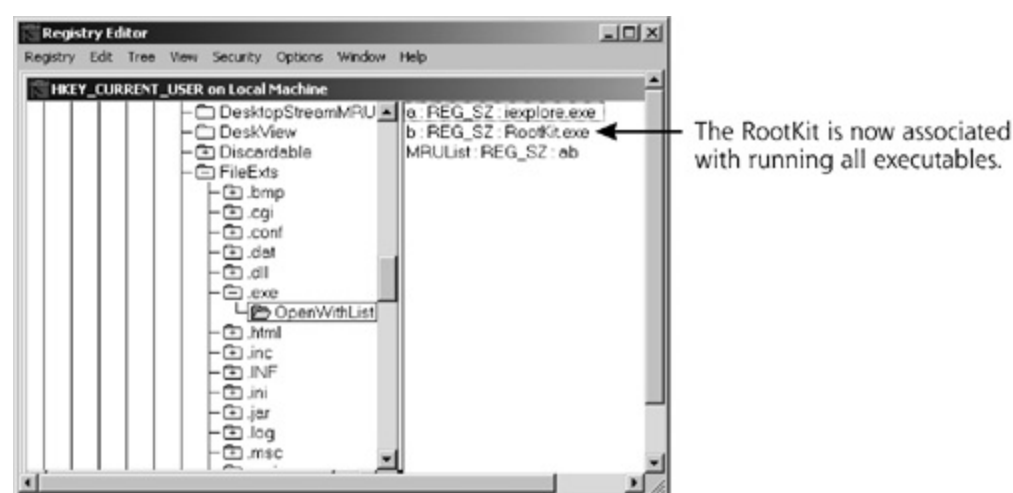 Registry Editor
Registry Edit Tree View Security Options Window Help
HKEY_CURRENT_USER on Local Machine
DesktopStreamMRU
DeskView
Discardable
FileExts
.bmp
.cgi
.conf
.dat
.dll
.exe
OpenWithList
.html
.inc
.INF
.ini
.jar
.log
.msc
a : REG_SZ : iexplore.exe
b : REG_SZ : RootKit.exe
MRUList : REG_SZ : ab
The RootKit is now associated
with running all executables.